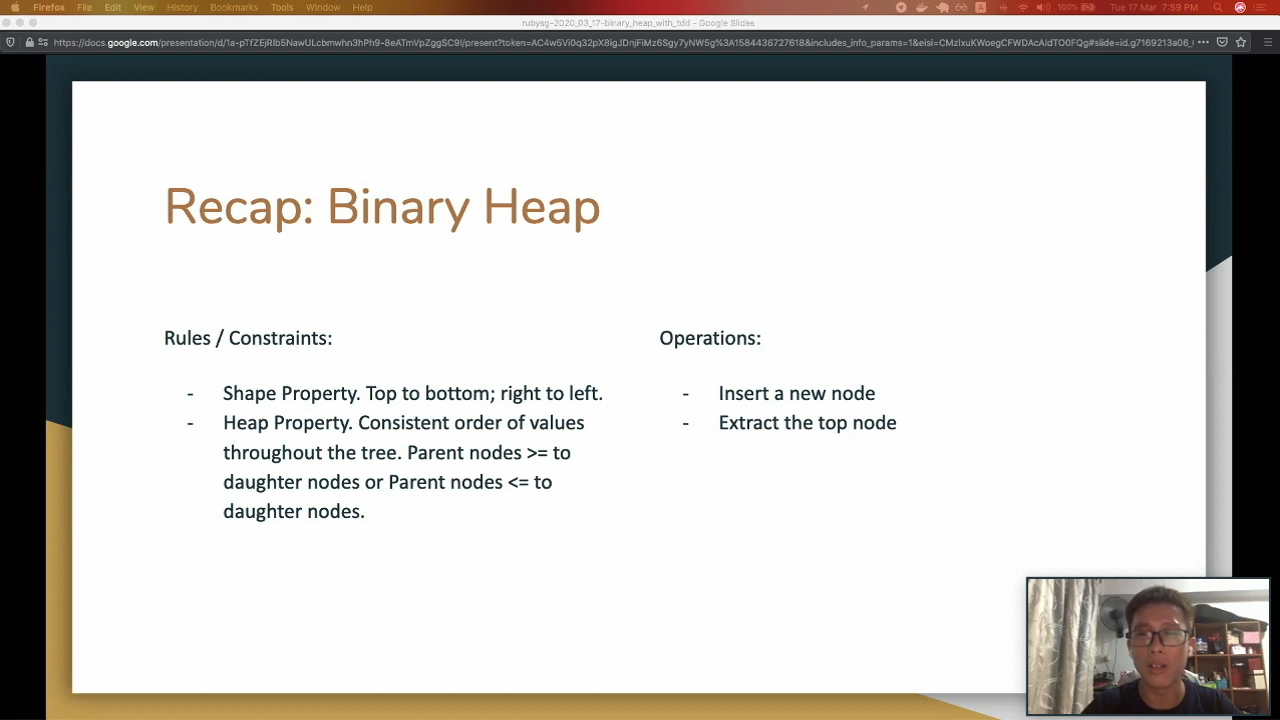 Firefox File Edit View History Bookmarks Tools Window Help 100% Tue 17 Mar 7:59 PM
rubysg-2020_03_17-binary_heap_with_tdd - Google Slides
Recap: Binary Heap
Rules / Constraints:
- Shape Property. Top to bottom; right to left.
- Heap Property. Consistent order of values
throughout the tree. Parent nodes >= to
daughter nodes or Parent nodes <= to
daughter nodes.
Operations:
- Insert a new node
- Extract the top node